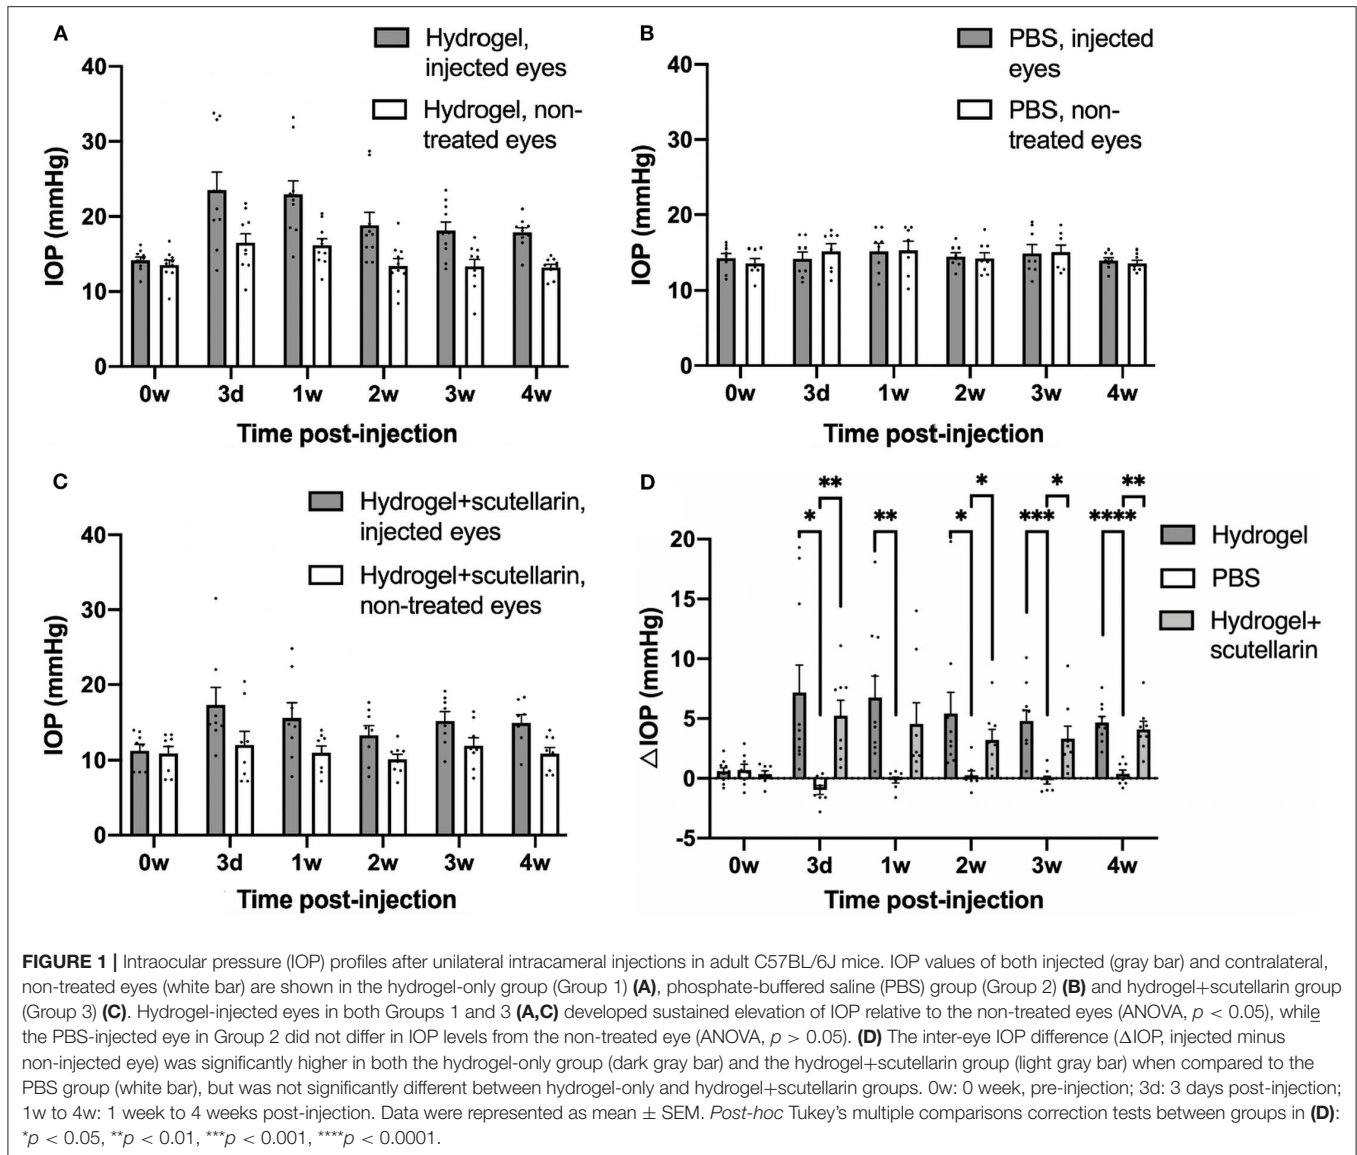 A
Hydrogel,
injected eyes
Hydrogel, non-
treated eyes
IOP (mmHg)
40
30
20
10
0
0w 3d 1w 2w 3w 4w
Time post-injection
B
PBS, injected
eyes
PBS, non-
treated eyes
IOP (mmHg)
40
30
20
10
0
0w 3d 1w 2w 3w 4w
Time post-injection
C
Hydrogel+scutellarin,
injected eyes
Hydrogel+scutellarin,
non-treated eyes
IOP (mmHg)
40
30
20
10
0
0w 3d 1w 2w 3w 4w
Time post-injection
D
** * * **
* ** * *** ****
Hydrogel
PBS
Hydrogel+
scutellarin
△IOP (mmHg)
20
15
10
5
0
-5
0w 3d 1w 2w 3w 4w
Time post-injection
FIGURE 1 | Intraocular pressure (IOP) profiles after unilateral intracameral injections in adult C57BL/6J mice. IOP values of both injected (gray bar) and contralateral,
non-treated eyes (white bar) are shown in the hydrogel-only group (Group 1) (A), phosphate-buffered saline (PBS) group (Group 2) (B) and hydrogel+scutellarin group
(Group 3) (C). Hydrogel-injected eyes in both Groups 1 and 3 (A,C) developed sustained elevation of IOP relative to the non-treated eyes (ANOVA, p < 0.05), while
the PBS-injected eye in Group 2 did not differ in IOP levels from the non-treated eye (ANOVA, p > 0.05). (D) The inter-eye IOP difference (ΔIOP, injected minus
non-injected eye) was significantly higher in both the hydrogel-only group (dark gray bar) and the hydrogel+scutellarin group (light gray bar) when compared to the
PBS group (white bar), but was not significantly different between hydrogel-only and hydrogel+scutellarin groups. 0w: 0 week, pre-injection; 3d: 3 days post-injection;
1w to 4w: 1 week to 4 weeks post-injection. Data were represented as mean ± SEM. Post-hoc Tukey's multiple comparisons correction tests between groups in (D):
*p < 0.05, **p < 0.01, ***p < 0.001, ****p < 0.0001.